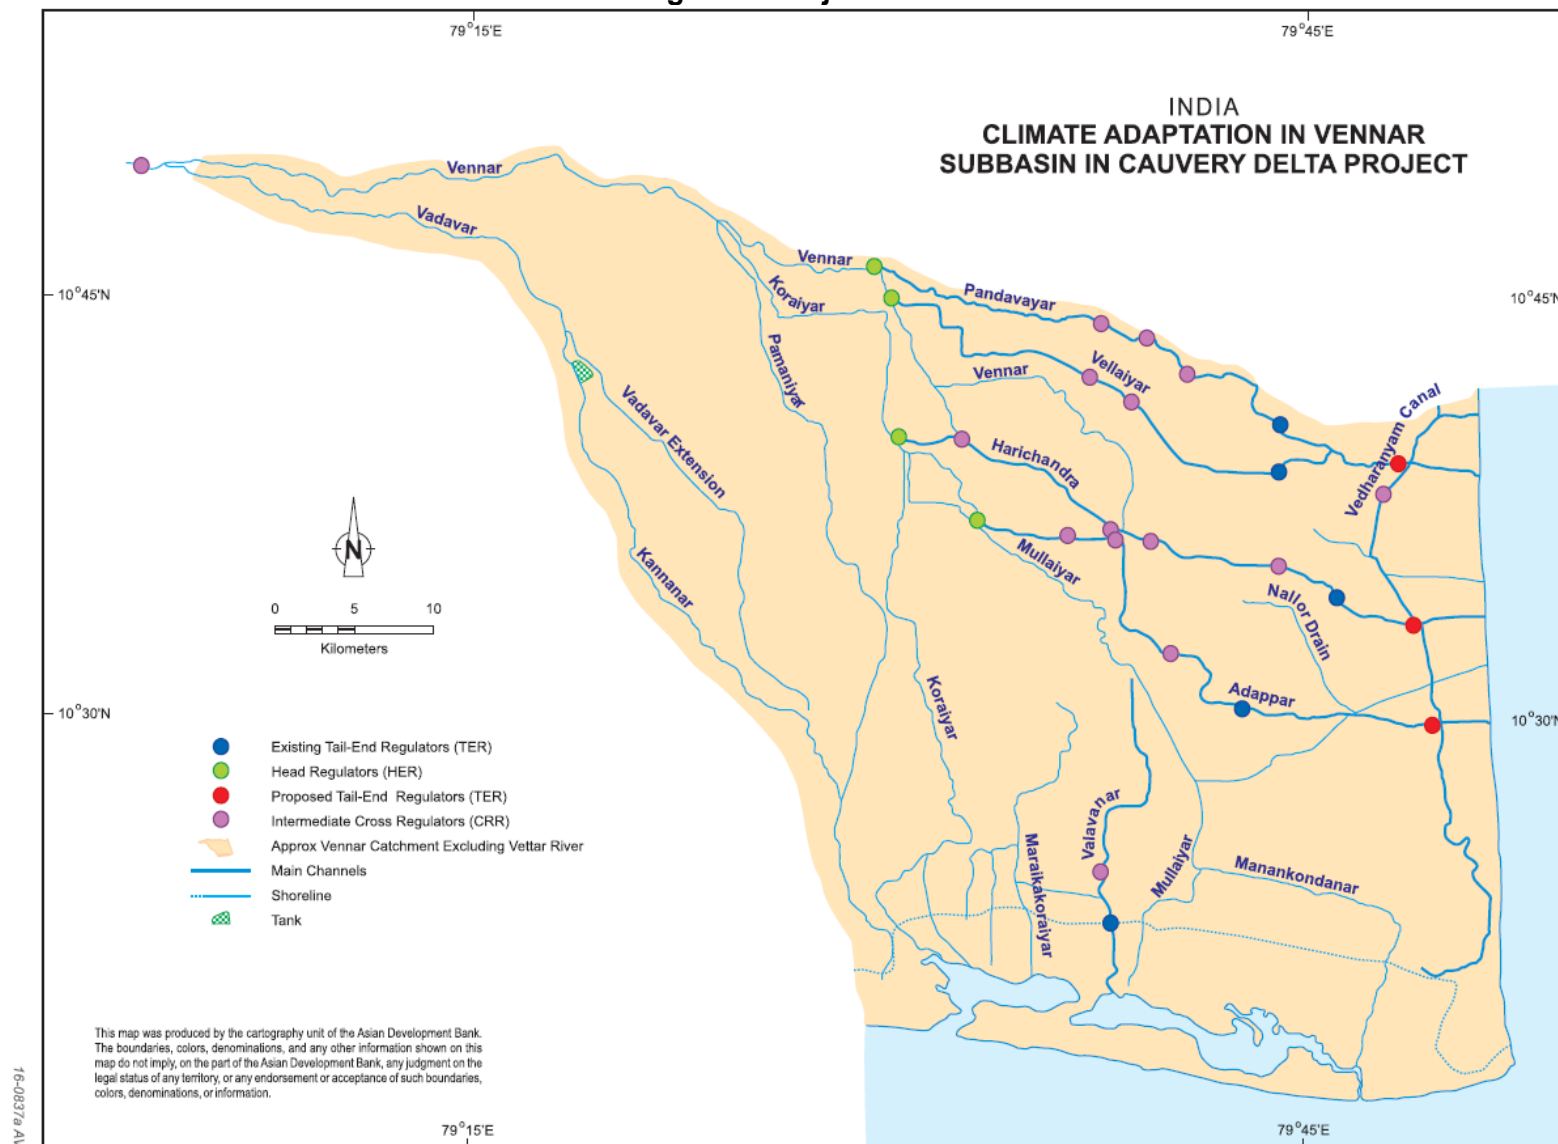 79°15'E
79°45'E
INDIA
CLIMATE ADAPTATION IN VENNAR
SUBBASIN IN CAUVERY DELTA PROJECT
Vennar
Vadavar
Vennar
Koraiyar
Pandavayar
10°45'N
10°45'N
Pamaniyar
Vennar
Vellaiyar
Vadavar Extension
Vedharanyam Canal
Harichandra
N
Kannanar
Mullaiyar
Nallor Drain
0 5 10
Kilometers
Koraiyar
Adappar
10°30'N
10°30'N
Existing Tail-End Regulators (TER)
Head Regulators (HER)
Proposed Tail-End Regulators (TER)
Intermediate Cross Regulators (CRR)
Approx Vennar Catchment Excluding Vettar River
Main Channels
Shoreline
Tank
Valavanar
Maraikakoraiyar
Mullaiyar
Manankondanar
This map was produced by the cartography unit of the Asian Development Bank.
The boundaries, colors, denominations, and any other information shown on this
map do not imply, on the part of the Asian Development Bank, any judgment on the
legal status of any territory, or any endorsement or acceptance of such boundaries,
colors, denominations, or information.
16-0837a AV
79°15'E
79°45'E